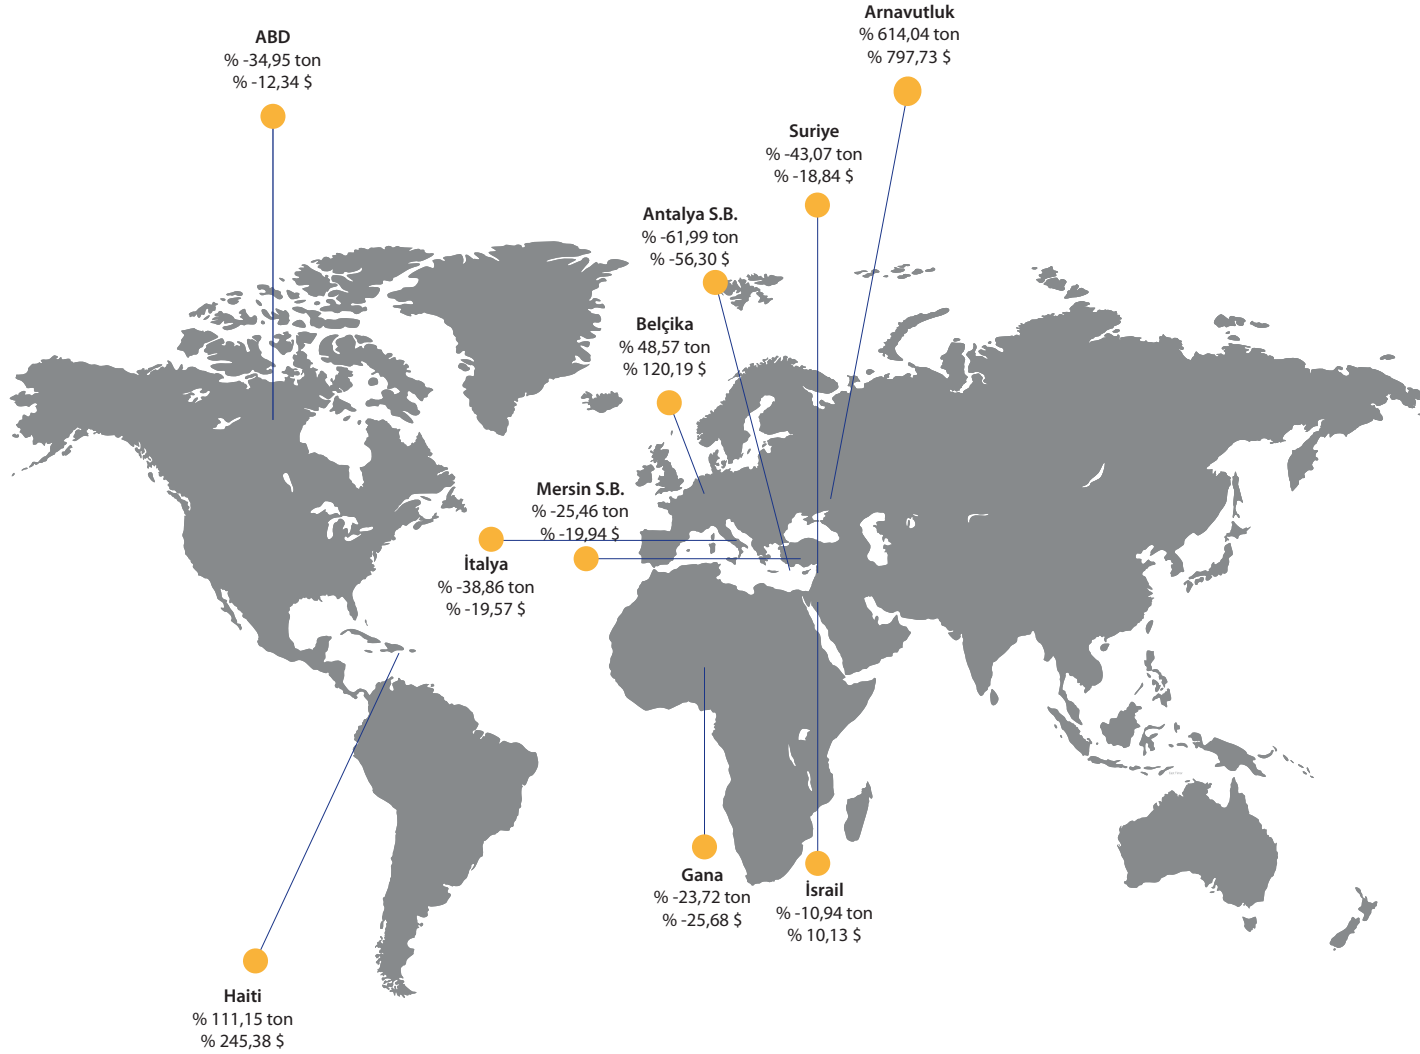 Arnavutluk
% 614,04 ton
% 797,73 $
ABD
% -34,95 ton
% -12,34 $
Suriye
% -43,07 ton
% -18,84 $
Antalya S.B.
% -61,99 ton
% -56,30 $
Belçika
% 48,57 ton
% 120,19 $
Mersin S.B.
% -25,46 ton
% -19,94 $
İtalya
% -38,86 ton
% -19,57 $
Gana
% -23,72 ton
% -25,68 $
İsrail
% -10,94 ton
% 10,13 $
Haiti
% 111,15 ton
% 245,38 $